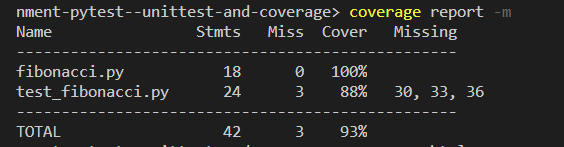 nment-pytest--unittest-and-coverage> coverage report -m
Name Stmts Miss Cover Missing
-------------------------------------------------
fibonacci.py 18 0 100%
test_fibonacci.py 24 3 88% 30, 33, 36
-------------------------------------------------
TOTAL 42 3 93%